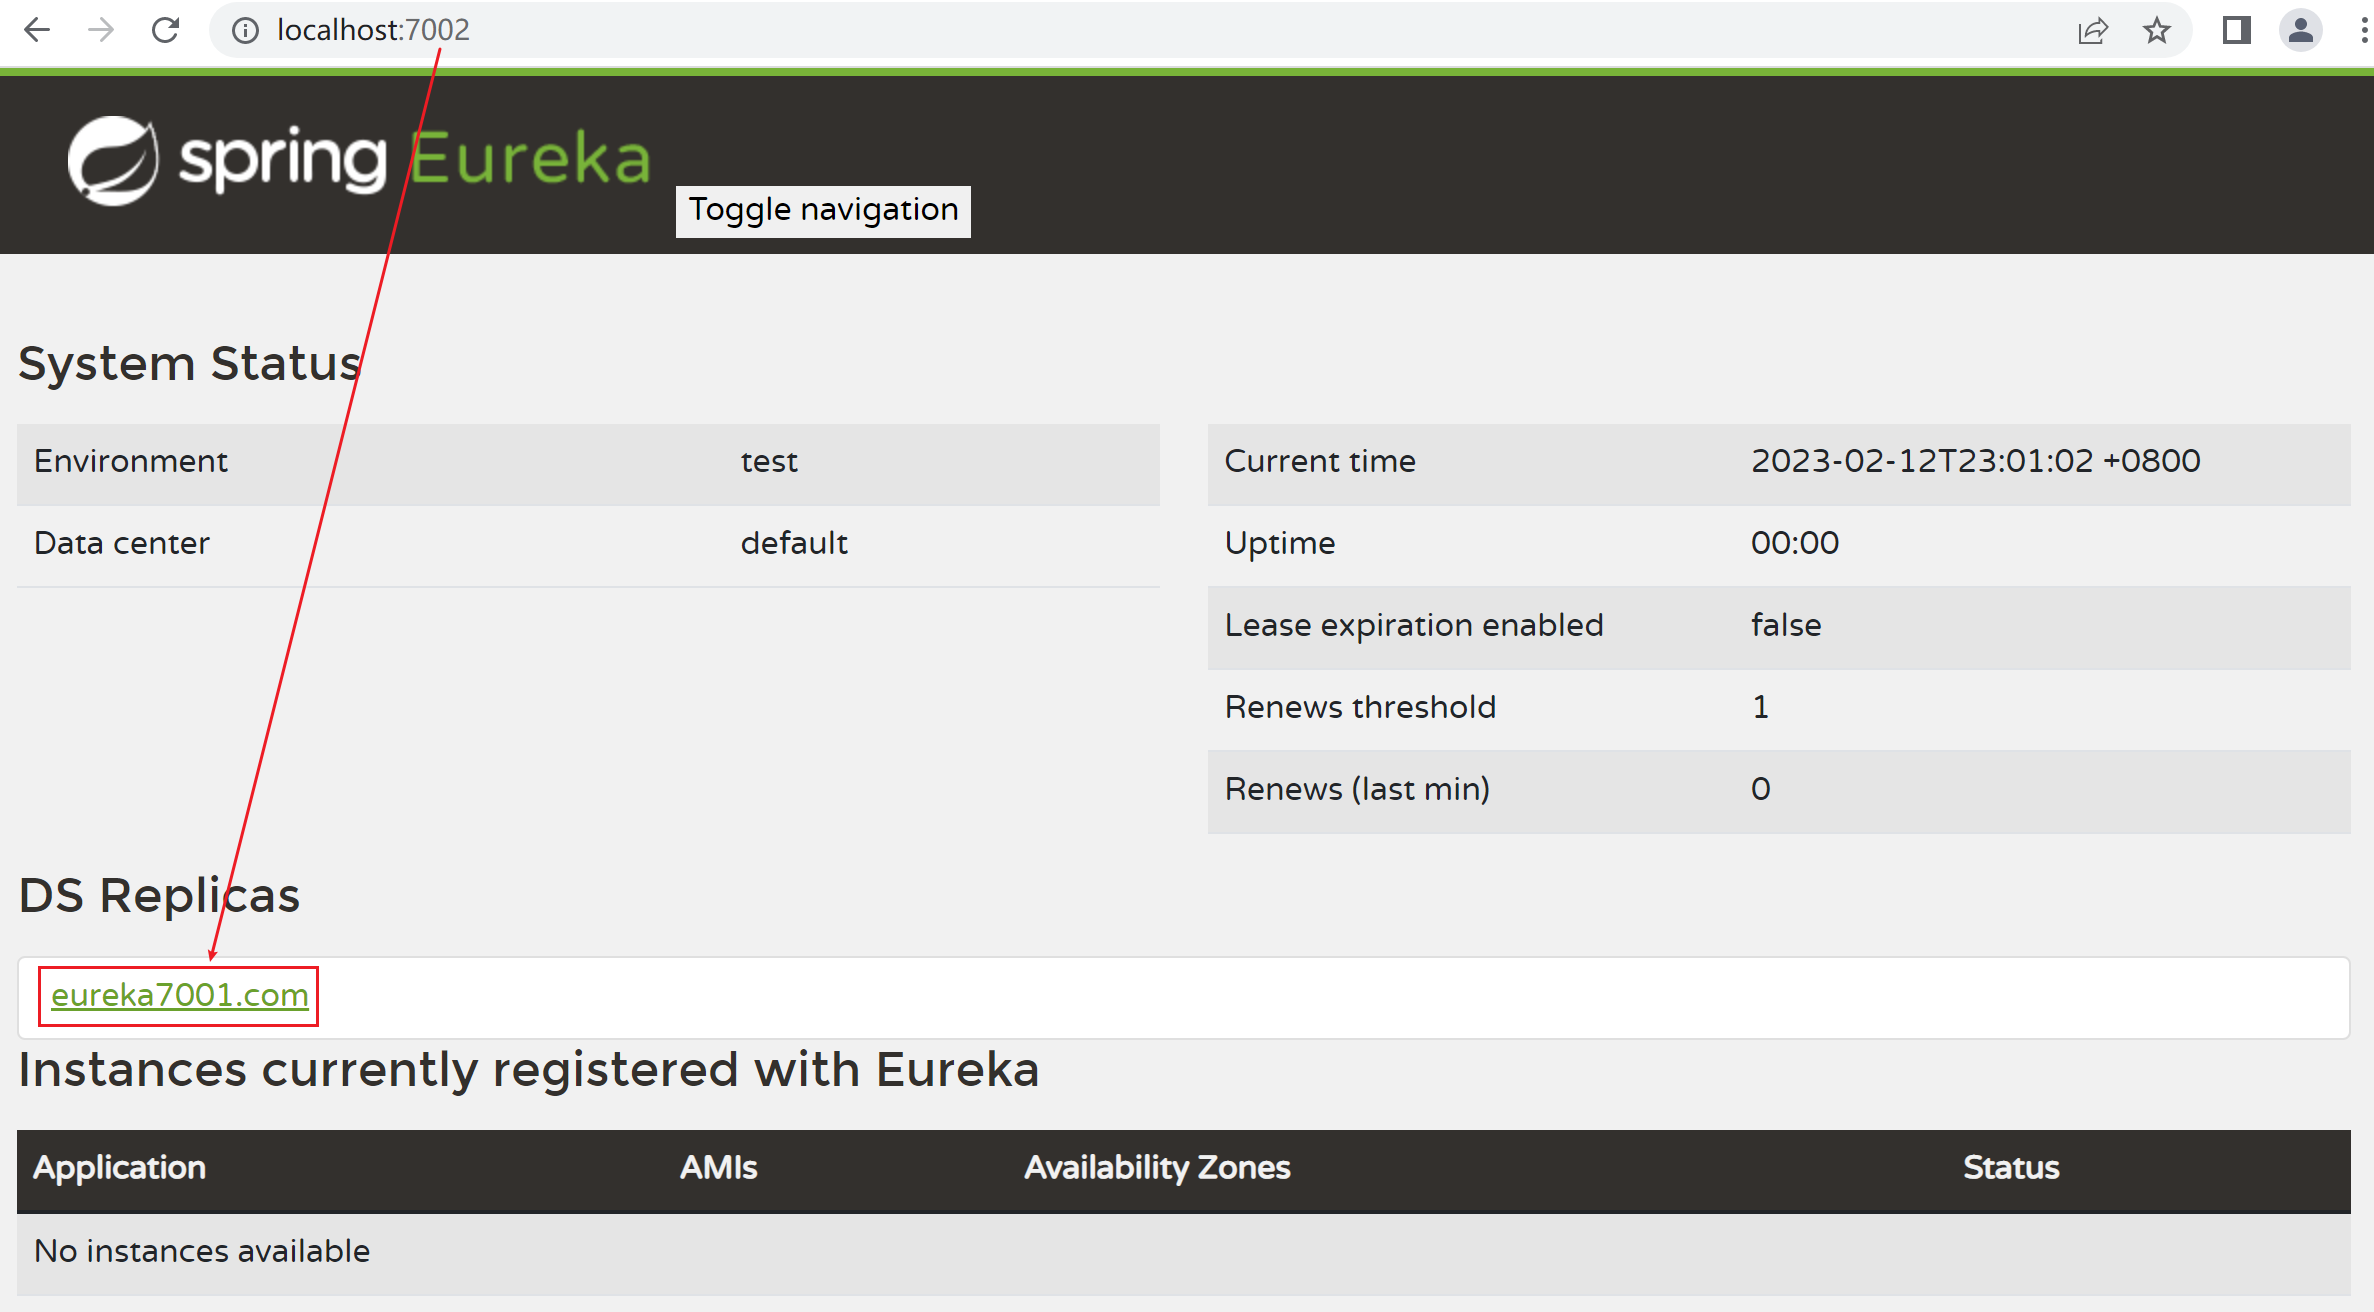 localhost:7002
spring Eureka
Toggle navigation
System Status
Environment test
Data center default
Current time 2023-02-12T23:01:02 +0800
Uptime 00:00
Lease expiration enabled false
Renews threshold 1
Renews (last min) 0
DS Replicas
eureka7001.com
Instances currently registered with Eureka
Application AMIs Availability Zones Status
No instances available